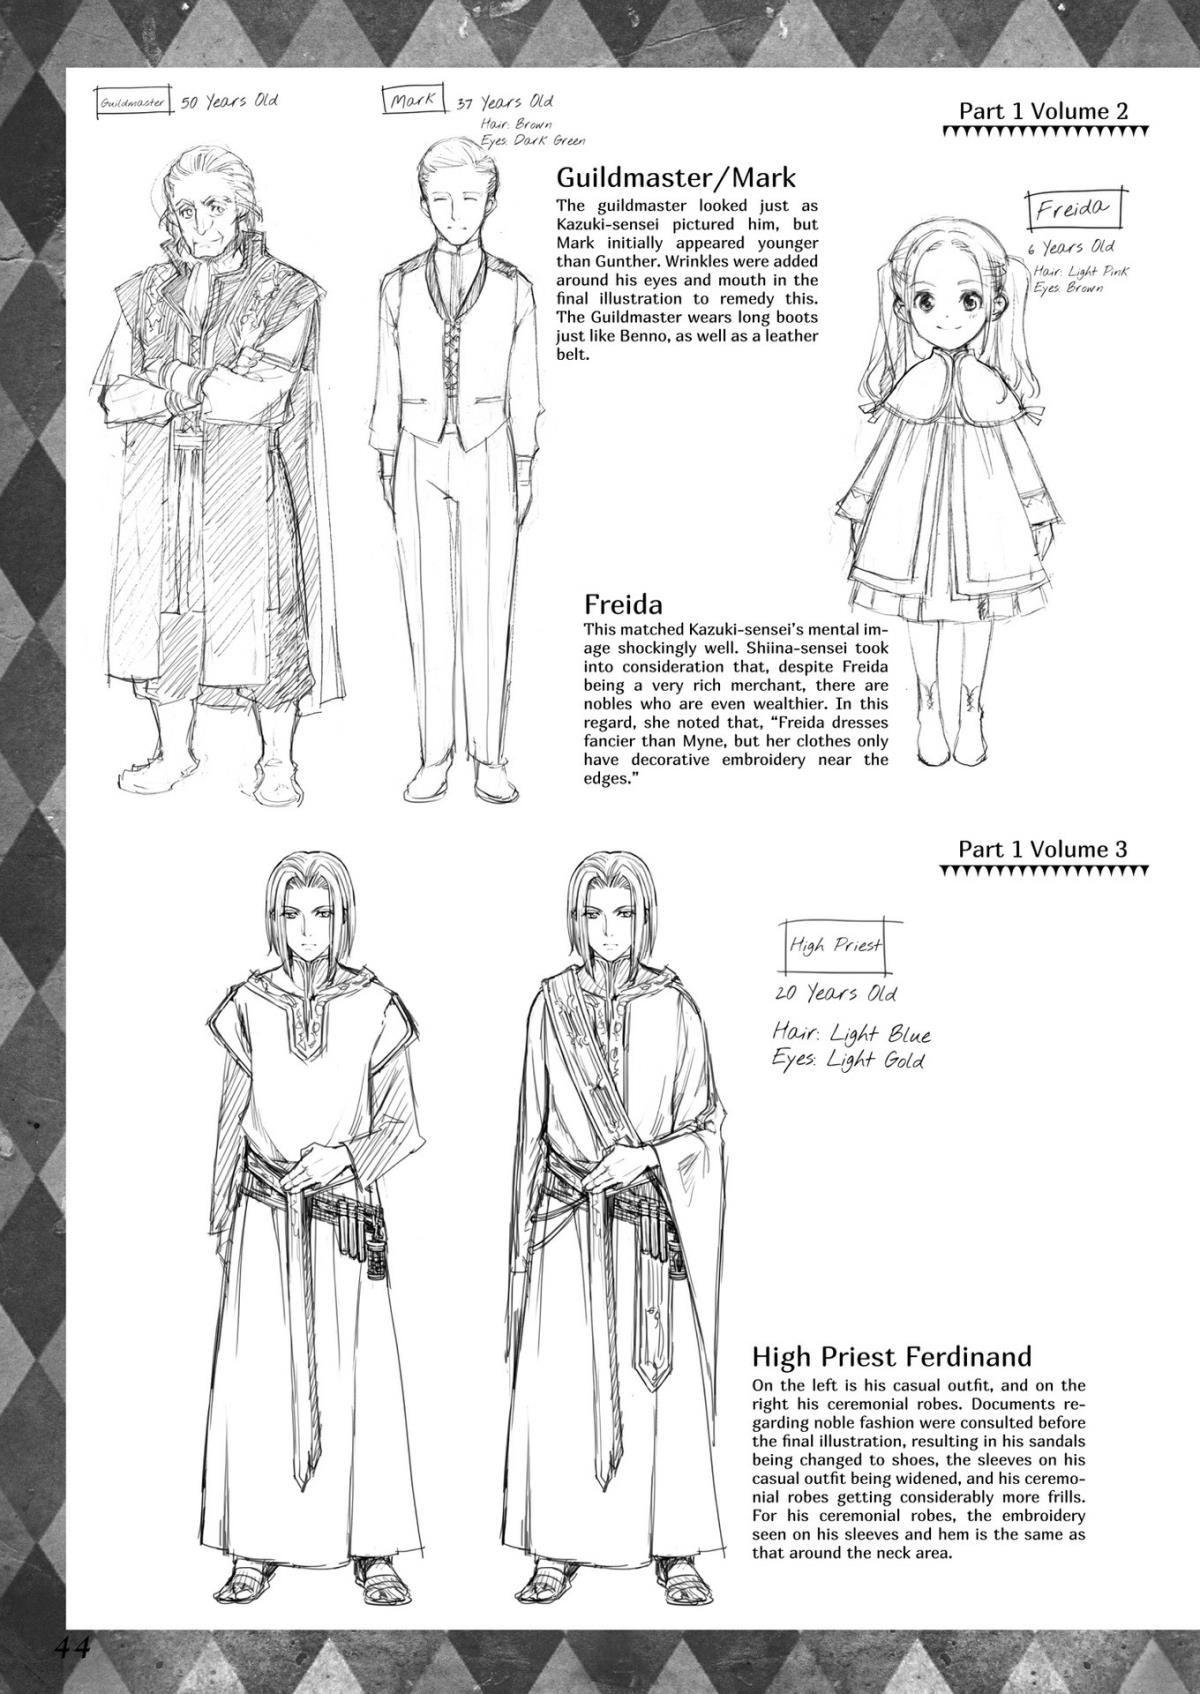 Guildmaster
50 Years Old
Mark
37 Years Old
Hair: Brown
Eyes: Dark Green
Part 1 Volume 2
Guildmaster/Mark
The guildmaster looked just as
Kazuki-sensei pictured him, but
Mark initially appeared younger
than Gunther. Wrinkles were added
around his eyes and mouth in the
final illustration to remedy this.
The Guildmaster wears long boots
just like Benno, as well as a leather
belt.
Freida
6 Years Old
Hair: Light Pink
Eyes: Brown
Freida
This matched Kazuki-sensei's mental im-
age shockingly well. Shiina-sensei took
into consideration that, despite Freida
being a very rich merchant, there are
nobles who are even wealthier. In this
regard, she noted that, “Freida dresses
fancier than Myne, but her clothes only
have decorative embroidery near the
edges.”
Part 1 Volume 3
High Priest
20 Years Old
Hair: Light Blue
Eyes: Light Gold
High Priest Ferdinand
On the left is his casual outfit, and on the
right his ceremonial robes. Documents re-
garding noble fashion were consulted before
the final illustration, resulting in his sandals
being changed to shoes, the sleeves on his
casual outfit being widened, and his ceremo-
nial robes getting considerably more frills.
For his ceremonial robes, the embroidery
seen on his sleeves and hem is the same as
that around the neck area.
44